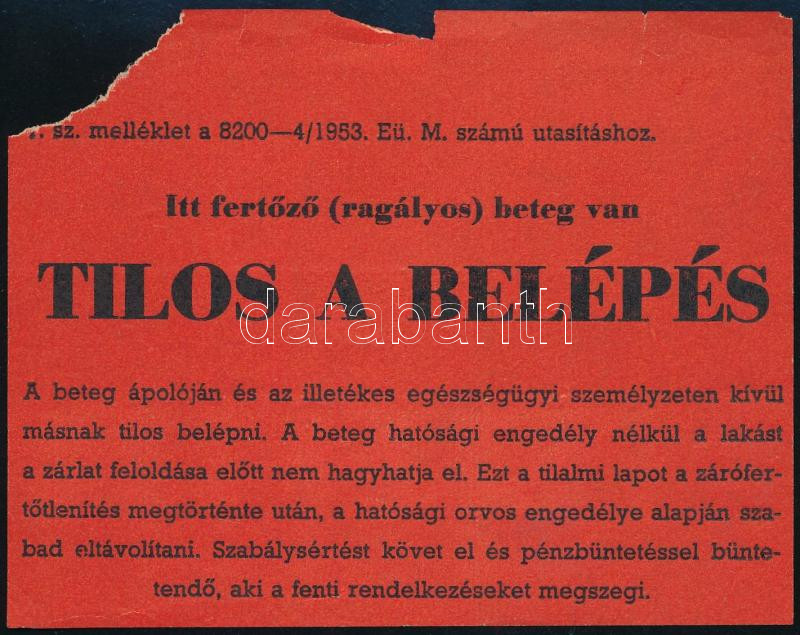 sz. melléklet a 8200—4/1953. Eü. M. számú utasításhoz.
Itt fertőző (ragályos) beteg van
TILOS A BELÉPÉS
darabanth
A beteg ápolóján és az illetékes egészségügyi személyzeten kívül
másnak tilos belépni. A beteg hatósági engedély nélkül a lakást
a zárlat feloldása előtt nem hagyhatja el. Ezt a tilalmi lapot a zárófer-
tőtlenítés megtörténte után, a hatósági orvos engedélye alapján sza-
bad eltávolítani. Szabálysértést követ el és pénzbüntetéssel bünte-
tendő, aki a fenti rendelkezéseket megszegi.